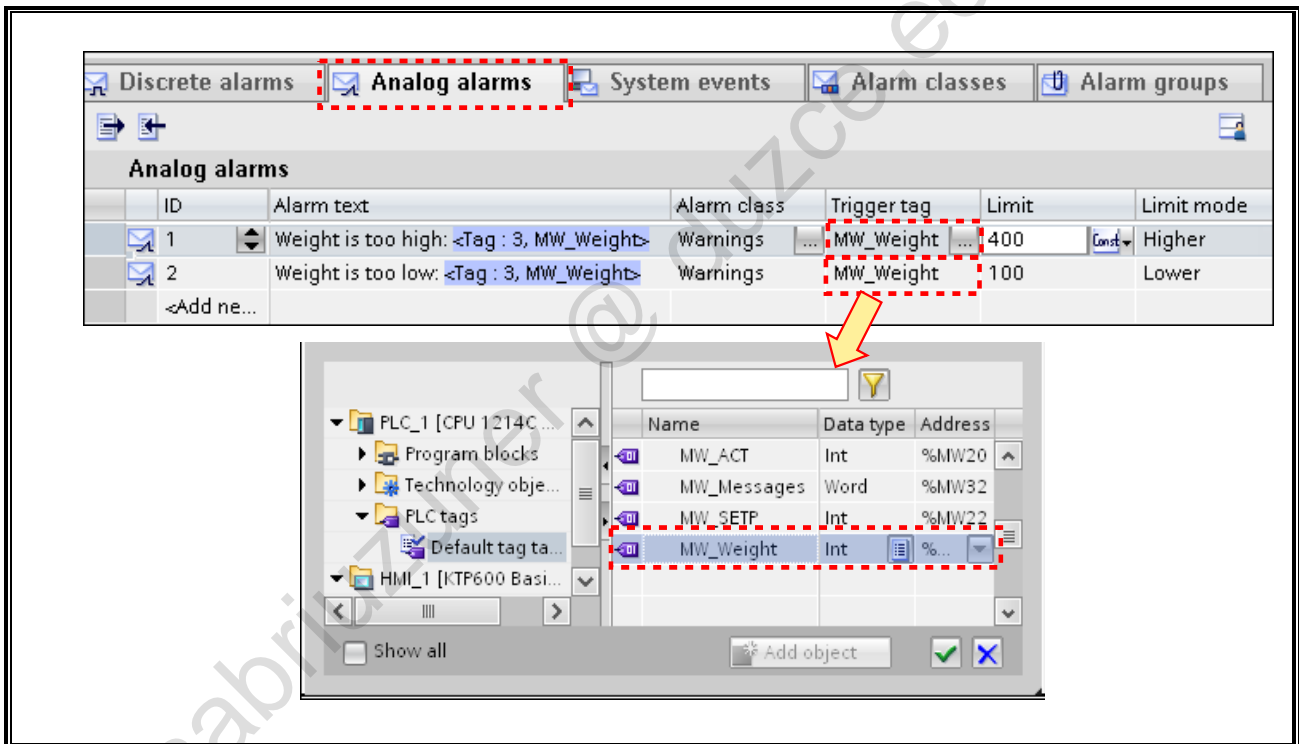 Discrete alarms Analog alarms System events Alarm classes Alarm groups
Analog alarms
ID Alarm text Alarm class Trigger tag Limit Limit mode
1 Weight is too high: <Tag : 3, MW_Weight> Warnings ... MW_Weight ... 400 Const Higher
2 Weight is too low: <Tag : 3, MW_Weight> Warnings MW_Weight 100 Lower
<Add ne...
PLC_1 [CPU 1214C ... Name Data type Address
Program blocks MW_ACT Int %MW20
Technology obje... MW_Messages Word %MW32
PLC tags MW_SETP Int %MW22
Default tag ta... MW_Weight Int %...
HMI_1 [KTP600 Basi...
Show all Add object
abriuzuner @ duzce.e